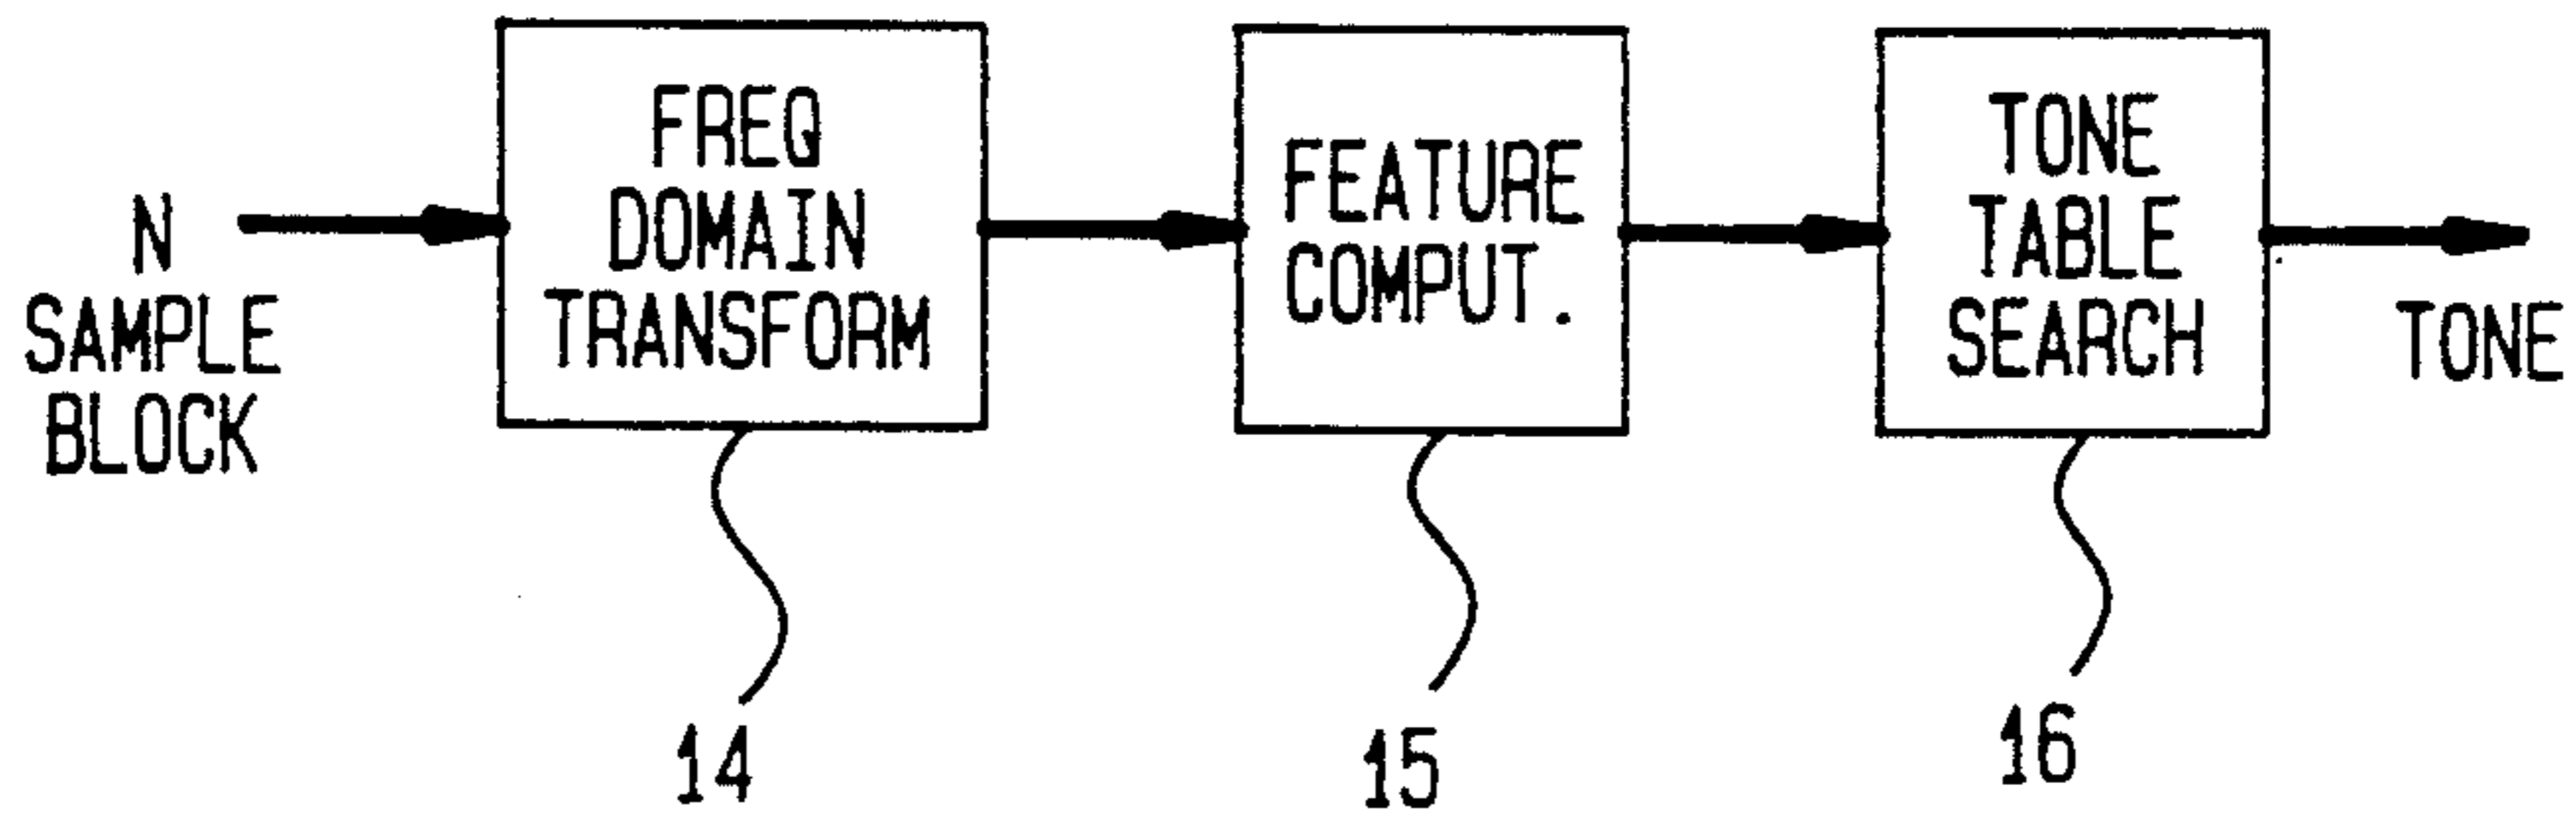 N
SAMPLE
BLOCK
FREQ
DOMAIN
TRANSFORM
FEATURE
COMPUT.
TONE
TABLE
SEARCH
TONE
14
15
16